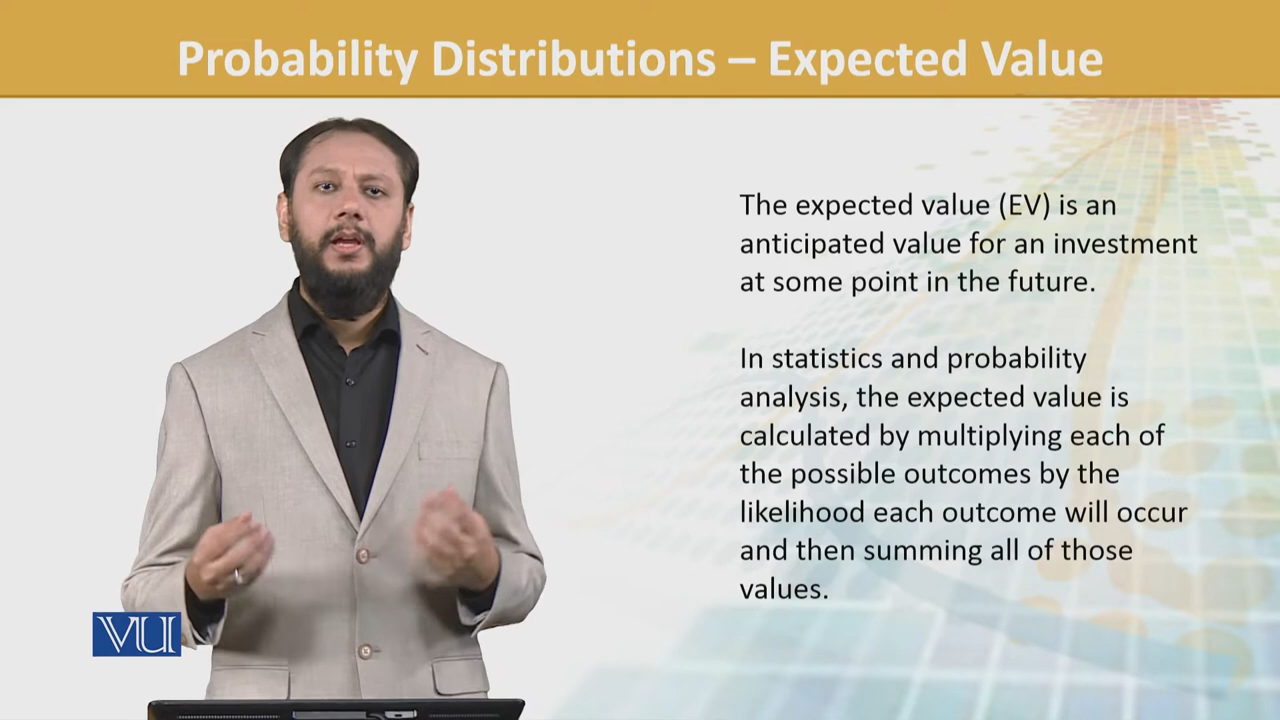 Probability Distributions – Expected Value
The expected value (EV) is an
anticipated value for an investment
at some point in the future.
In statistics and probability
analysis, the expected value is
calculated by multiplying each of
the possible outcomes by the
likelihood each outcome will occur
and then summing all of those
values.
VU